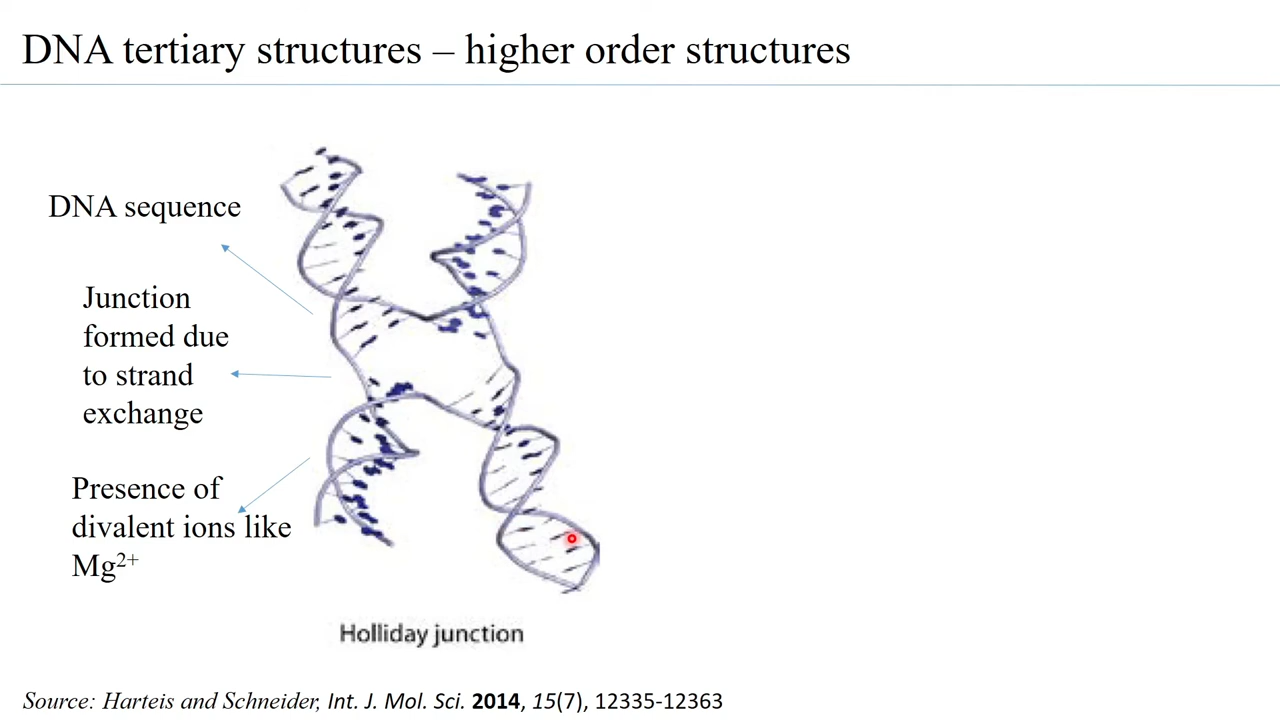 DNA tertiary structures – higher order structures
DNA sequence
Junction
formed due
to strand
exchange
Presence of
divalent ions like
Mg²⁺
Holliday junction
Source: Harteis and Schneider, Int. J. Mol. Sci. 2014, 15(7), 12335-12363